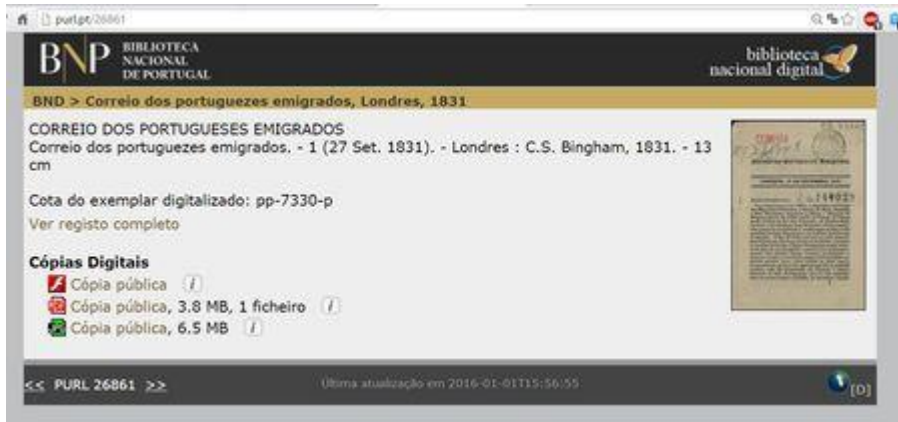 purl.pt/26861
BNP BIBLIOTECA
NACIONAL
DE PORTUGAL
biblioteca
nacional digital
BND > Correio dos portuguezes emigrados, Londres, 1831
CORREIO DOS PORTUGUESES EMIGRADOS
Correio dos portuguezes emigrados. - 1 (27 Set. 1831). - Londres : C.S. Bingham, 1831. - 13
cm
Cota do exemplar digitalizado: pp-7330-p
Ver registo completo
Cópias Digitais
Cópia pública i
Cópia pública, 3.8 MB, 1 ficheiro i
Cópia pública, 6.5 MB i
<< PURL 26861 >>
Última atualização em 2016-01-01T15:56:55
[D]